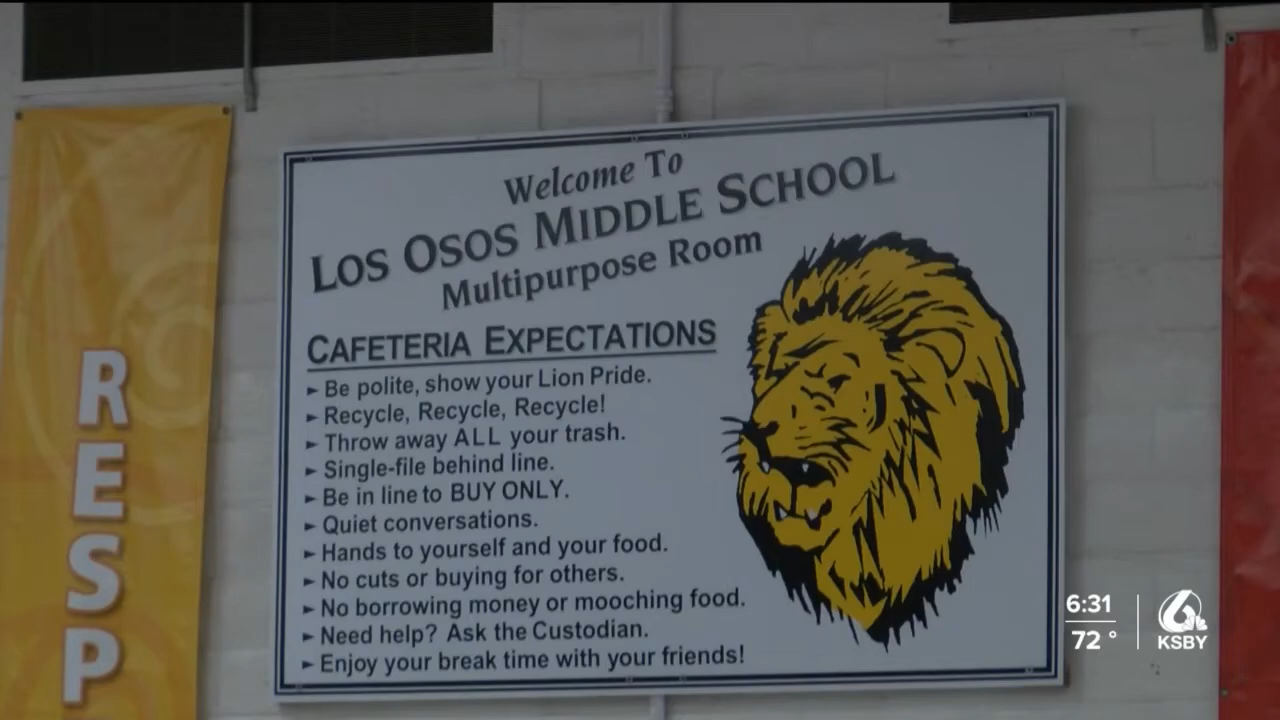 Welcome To
LOS OSOS MIDDLE SCHOOL
Multipurpose Room
CAFETERIA EXPECTATIONS
► Be polite, show your Lion Pride.
► Recycle, Recycle, Recycle!
► Throw away ALL your trash.
► Single-file behind line.
► Be in line to BUY ONLY.
► Quiet conversations.
► Hands to yourself and your food.
► No cuts or buying for others.
► No borrowing money or mooching food.
► Need help? Ask the Custodian.
► Enjoy your break time with your friends!
RESP
6:31
72 °
6
KSBY